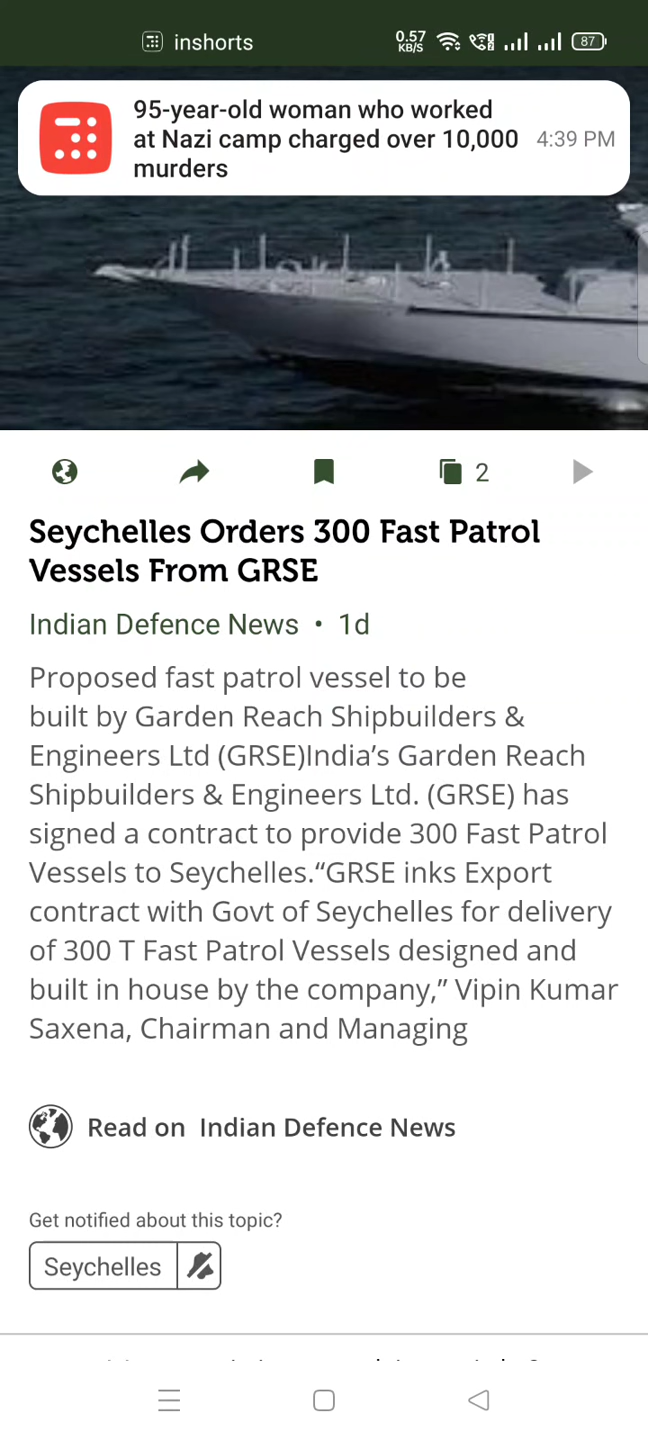 inshorts
0.57
KB/S
87
95-year-old woman who worked
at Nazi camp charged over 10,000
murders
4:39 PM
2
Seychelles Orders 300 Fast Patrol
Vessels From GRSE
Indian Defence News • 1d
Proposed fast patrol vessel to be
built by Garden Reach Shipbuilders &
Engineers Ltd (GRSE)India’s Garden Reach
Shipbuilders & Engineers Ltd. (GRSE) has
signed a contract to provide 300 Fast Patrol
Vessels to Seychelles.“GRSE inks Export
contract with Govt of Seychelles for delivery
of 300 T Fast Patrol Vessels designed and
built in house by the company,” Vipin Kumar
Saxena, Chairman and Managing
Read on Indian Defence News
Get notified about this topic?
Seychelles